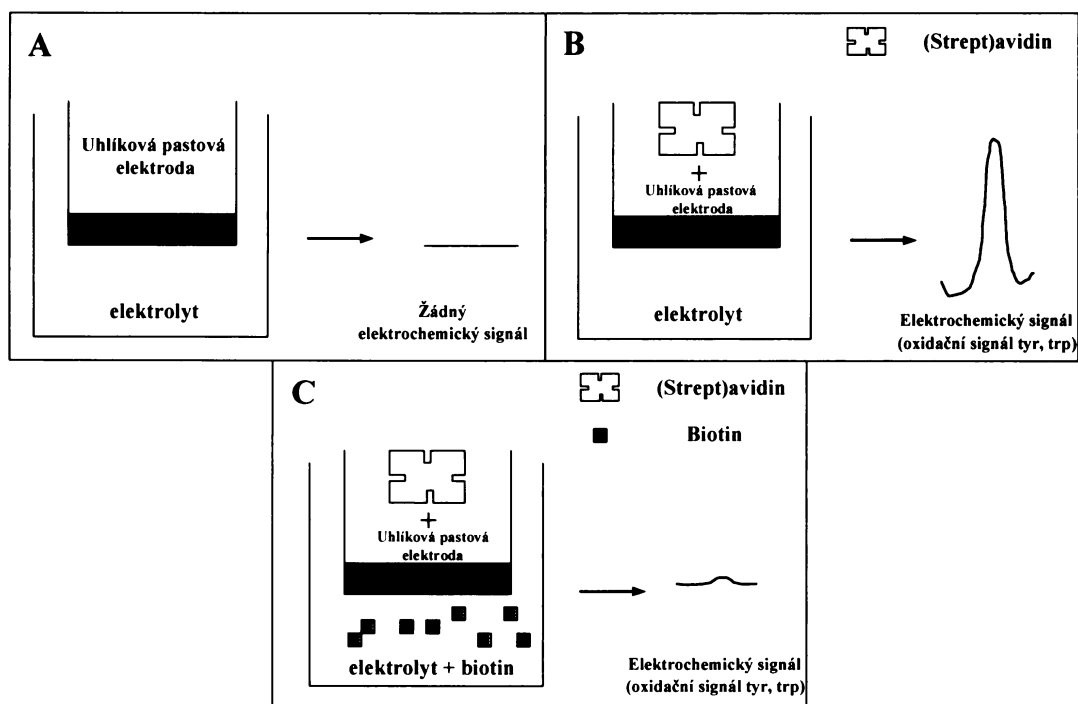 A
Uhlíková pastová
elektroda
elektrolyt
Žádný
elektrochemický signál
B
(Strept)avidin
+
Uhlíková pastová
elektroda
elektrolyt
Elektrochemický signál
(oxidační signál tyr, trp)
C
(Strept)avidin
Biotin
+
Uhlíková pastová
elektroda
elektrolyt + biotin
Elektrochemický signál
(oxidační signál tyr, trp)